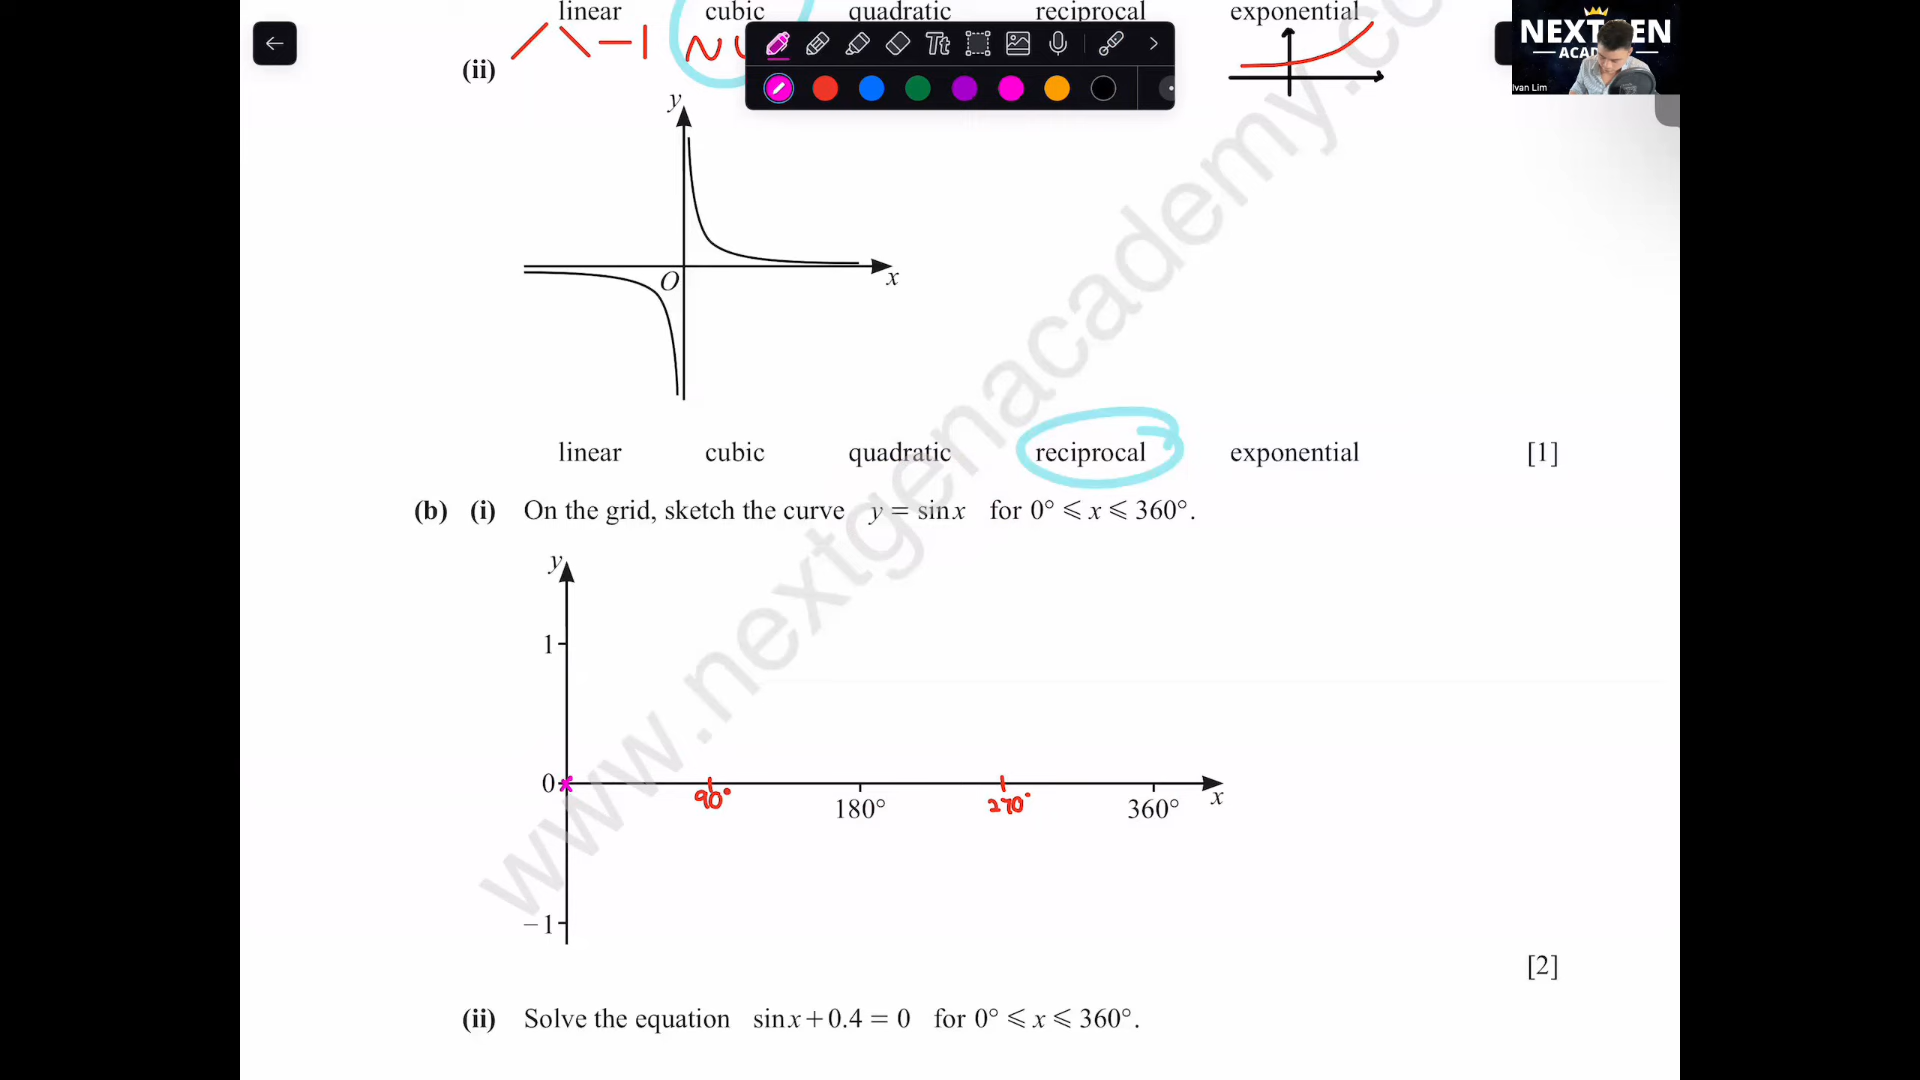 linear cubic quadratic reciprocal exponential
NEXTGEN
ACAD
Ivan Lim
Tt
(ii)
y
O
x
linear cubic quadratic reciprocal exponential [1]
(b) (i) On the grid, sketch the curve y = sin x for 0° ⩽ x ⩽ 360°.
y
1
0
90° 180° 270° 360° x
−1
[2]
(ii) Solve the equation sin x + 0.4 = 0 for 0° ⩽ x ⩽ 360°.
www.nextgenacademy.co